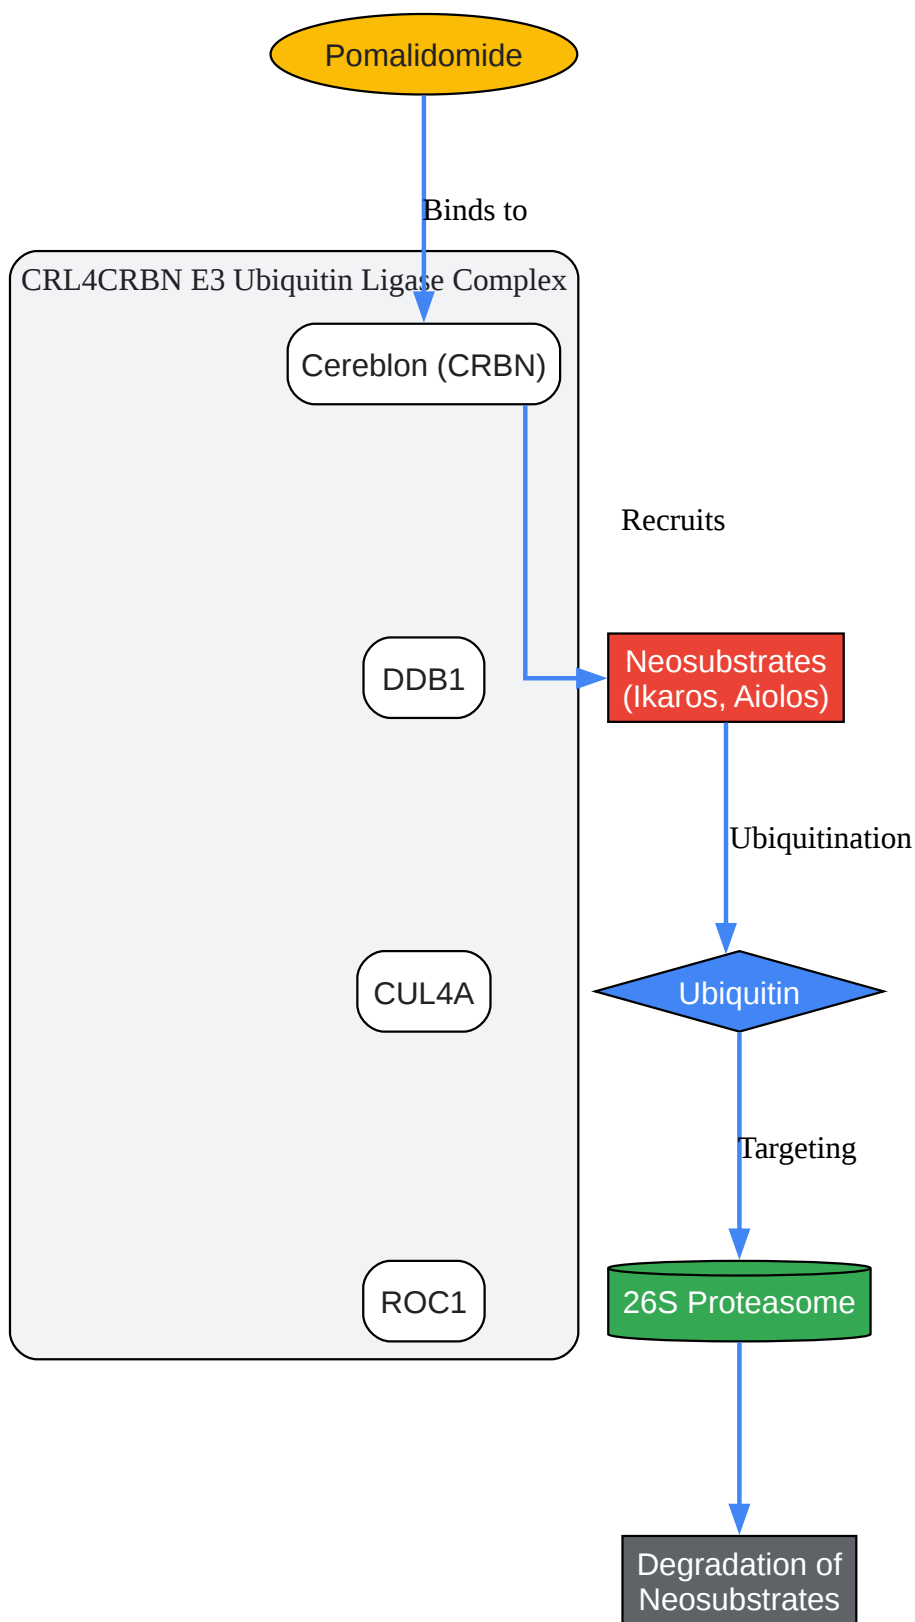 Pomalidomide
Binds to
CRL4CRBN E3 Ubiquitin Ligase Complex
Cereblon (CRBN)
Recruits
DDB1
Neosubstrates
(Ikaros, Aiolos)
Ubiquitination
CUL4A
Ubiquitin
Targeting
ROC1
26S Proteasome
Degradation of
Neosubstrates